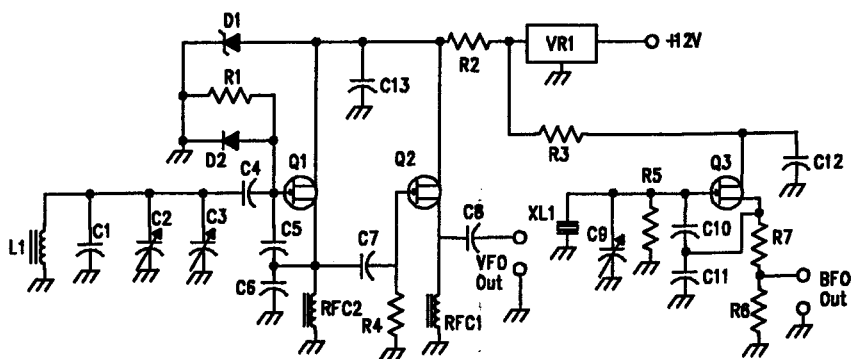 D1
VR1
+12V
R2
R1
C13
R3
D2
Q1
Q2
Q3
C12
C4
R5
C8
XL1
L1
C1
C2
C3
C5
C7
C9
C10
R7
VFO
Out
C11
C6
RFC2
R4
RFC1
R6
BFO
Out